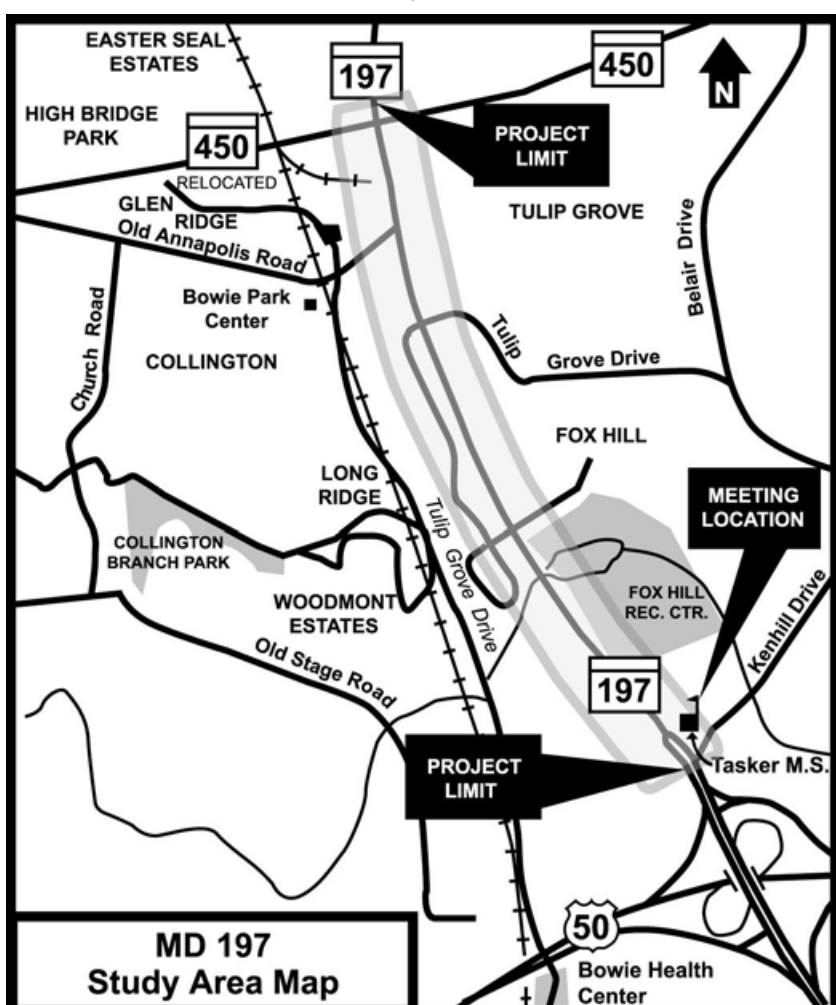 EASTER SEAL
ESTATES
197
450
N
HIGH BRIDGE
PARK
450
RELOCATED
PROJECT
LIMIT
GLEN
RIDGE
TULIP GROVE
Old Annapolis Road
Belair Drive
Bowie Park
Center
Church Road
COLLINGTON
Tulip
Grove Drive
FOX HILL
LONG
RIDGE
MEETING
LOCATION
Tulip Grove Drive
COLLINGTON
BRANCH PARK
FOX HILL
REC. CTR.
WOODMONT
ESTATES
Kenhill Drive
Old Stage Road
197
PROJECT
LIMIT
Tasker M.S.
50
MD 197
Study Area Map
Bowie Health
Center